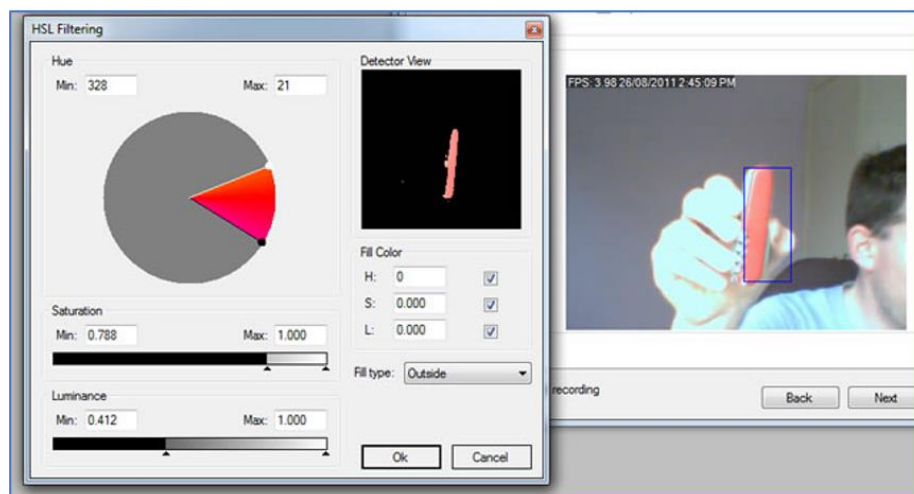 HSL Filtering
Hue
Min: 328 Max: 21
Saturation
Min: 0.788 Max: 1.000
Luminance
Min: 0.412 Max: 1.000
Detector View
Fill Color
H: 0
S: 0.000
L: 0.000
Fill type: Outside
Ok Cancel
FPS: 3.98 26/08/2011 2:45:09 PM
recording
Back Next